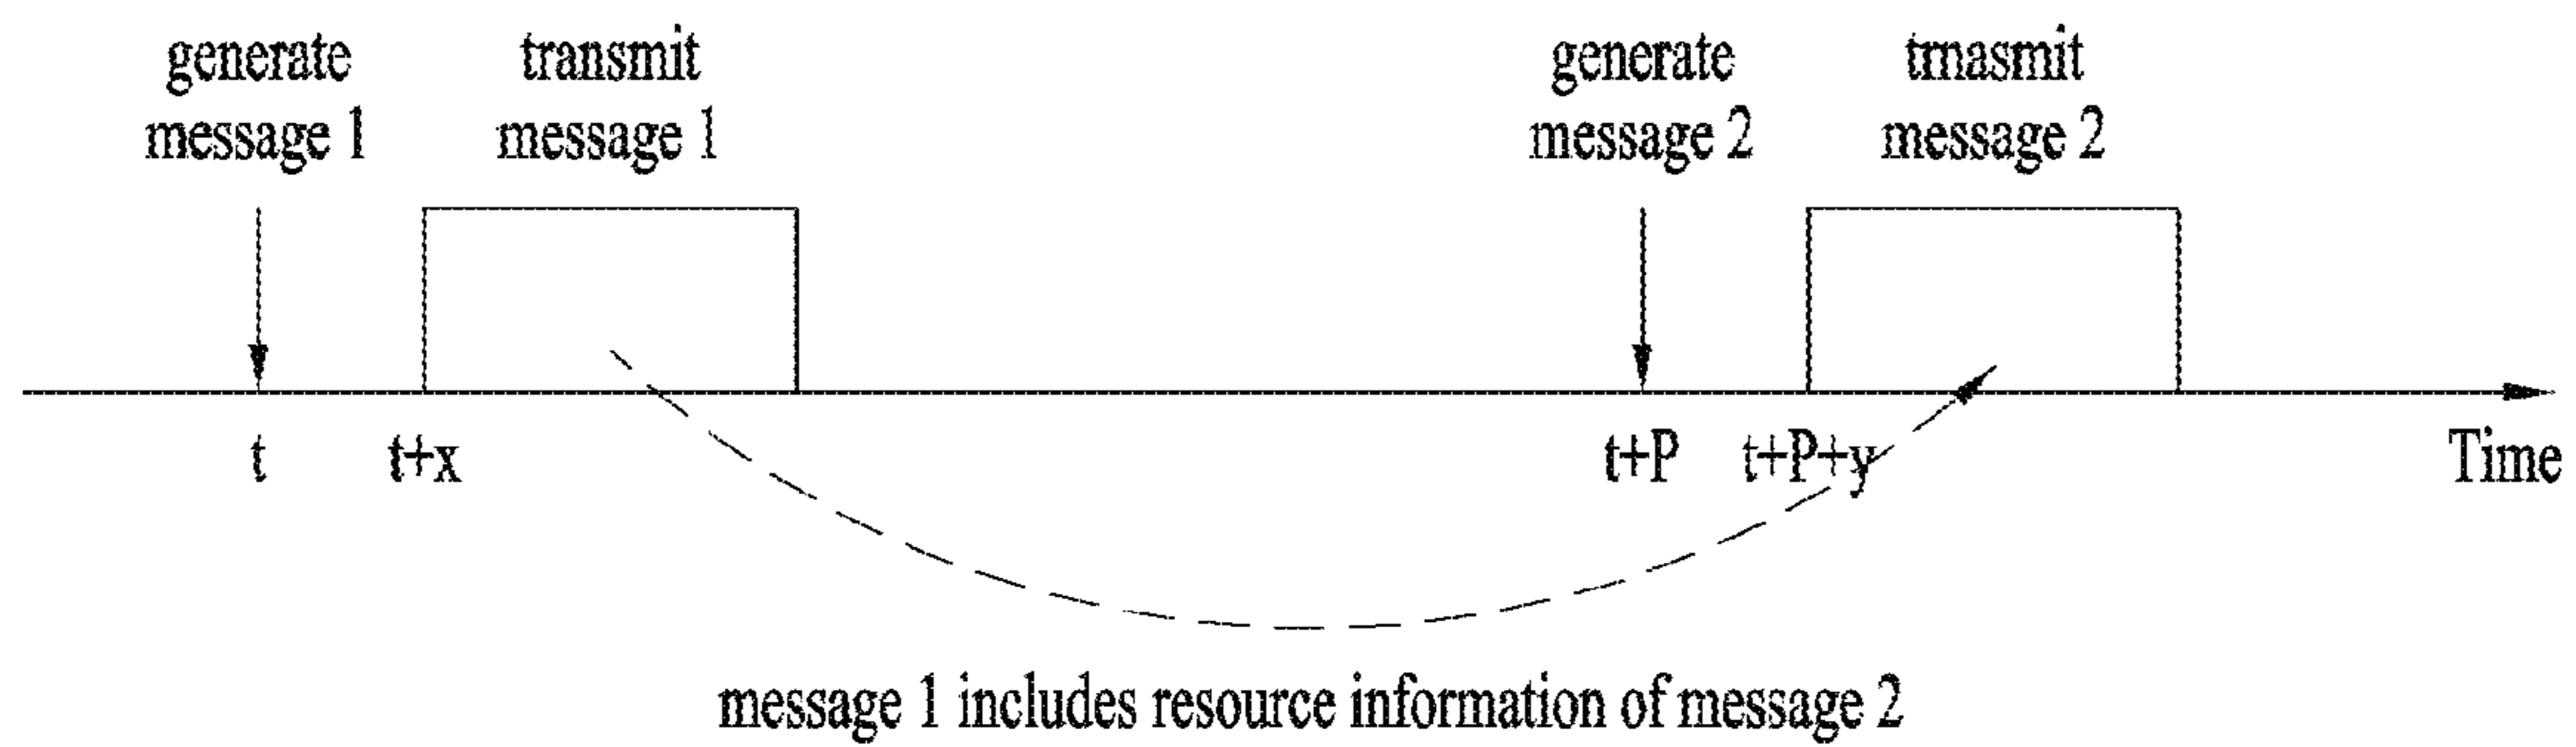 generate
message 1
transmit
message 1
generate
message 2
trnasmit
message 2
t
t+x
t+P
t+P+y
Time
message 1 includes resource information of message 2